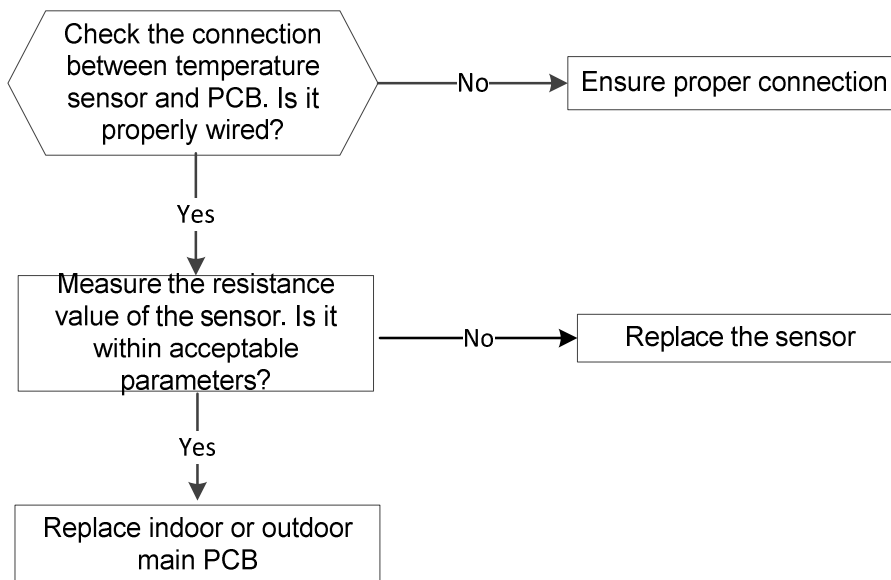 Check the connection
between temperature
sensor and PCB. Is it
properly wired?
No
Ensure proper connection
Yes
Measure the resistance
value of the sensor. Is it
within acceptable
parameters?
No
Replace the sensor
Yes
Replace indoor or outdoor
main PCB